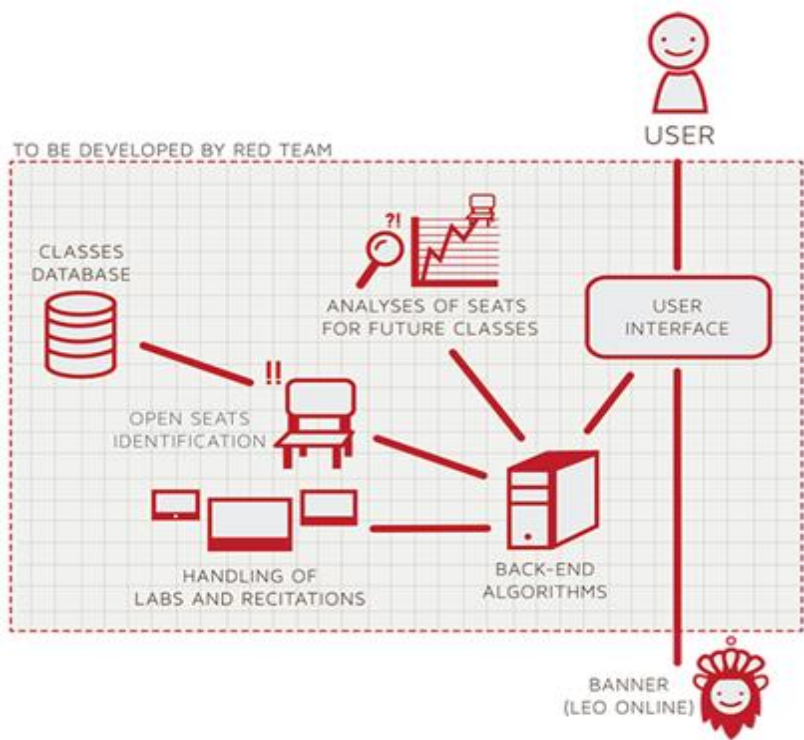 USER
TO BE DEVELOPED BY RED TEAM
CLASSES
DATABASE
?!
ANALYSES OF SEATS
FOR FUTURE CLASSES
USER
INTERFACE
!!
OPEN SEATS
IDENTIFICATION
HANDLING OF
LABS AND RECITATIONS
BACK-END
ALGORITHMS
BANNER
(LEO ONLINE)